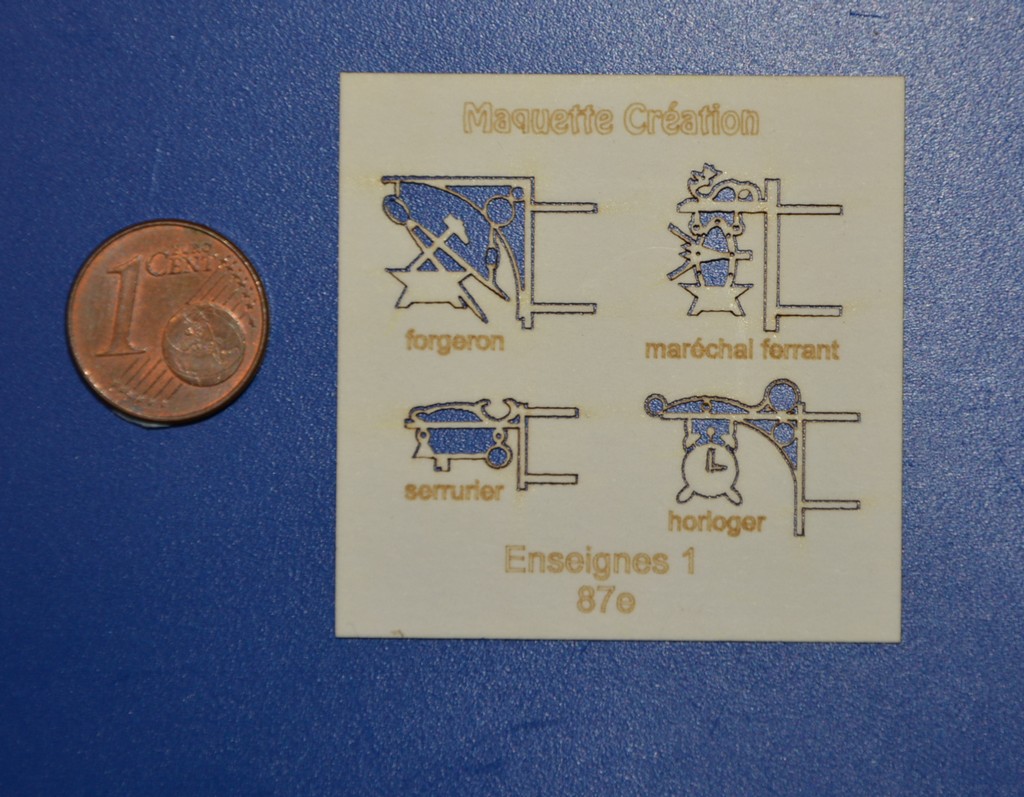 1 CENT
Maquette Création
forgeron
maréchal ferrant
serrurier
horloger
Enseignes 1
87e